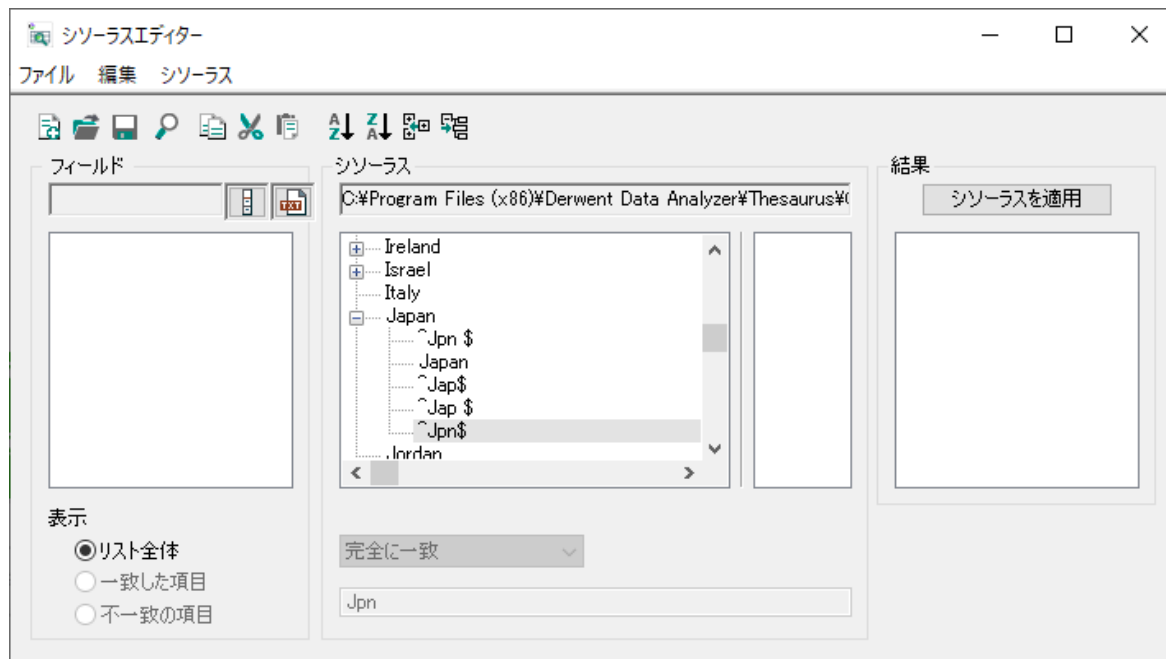 シソーラスエディター
ファイル 編集 シソーラス
フィールド
シソーラス
C:¥Program Files (x86)¥Derwent Data Analyzer¥Thesaurus¥(
結果
シソーラスを適用
Ireland
Israel
Italy
Japan
^Jpn $
Japan
^Jap$
^Jap $
^Jpn$
Jordan
表示
リスト全体
一致した項目
不一致の項目
完全に一致
Jpn